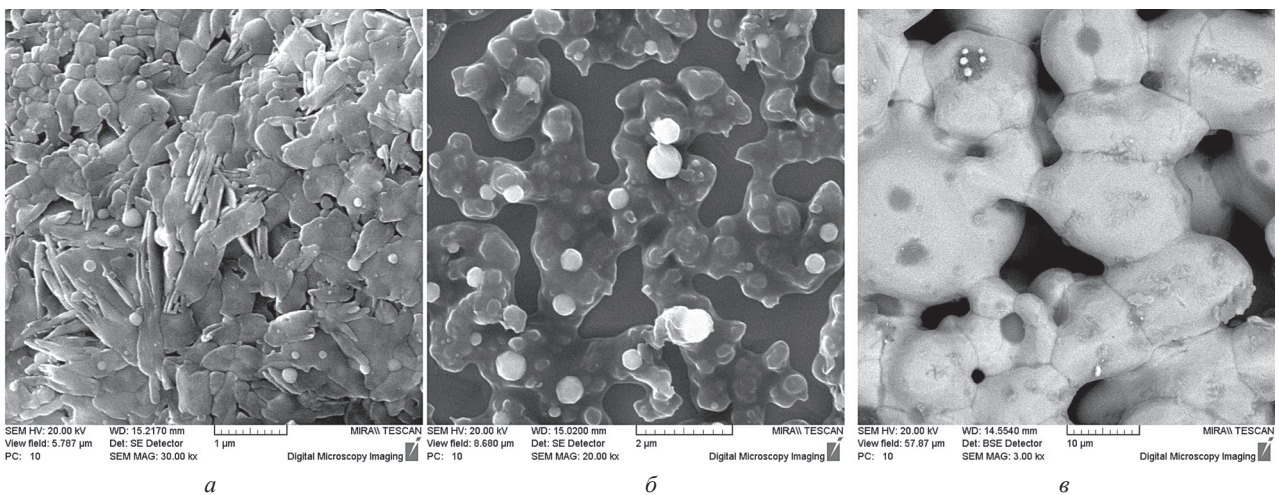 SEM HV: 20.00 kV WD: 15.2170 mm MIRA\\ TESCAN
View field: 5.787 μm Det: SE Detector 1 μm
PC: 10 SEM MAG: 30.00 kx Digital Microscopy Imaging
SEM HV: 20.00 kV WD: 15.0200 mm MIRA\\ TESCAN
View field: 8.680 μm Det: SE Detector 2 μm
PC: 10 SEM MAG: 20.00 kx Digital Microscopy Imaging
SEM HV: 20.00 kV WD: 14.5540 mm MIRA\\ TESCAN
View field: 57.87 μm Det: BSE Detector 10 μm
PC: 10 SEM MAG: 3.00 kx Digital Microscopy Imaging
а б в